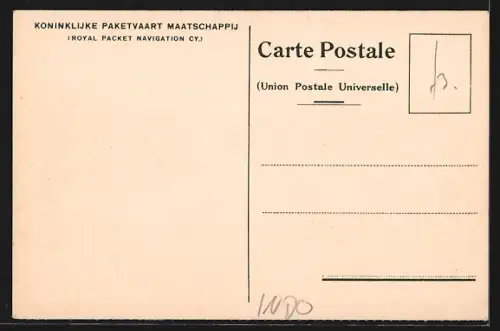 KONINKLIJKE PAKETVAART MAATSCHAPPIJ
(ROYAL PACKET NAVIGATION CY.)
Carte Postale
(Union Postale Universelle)
INDO